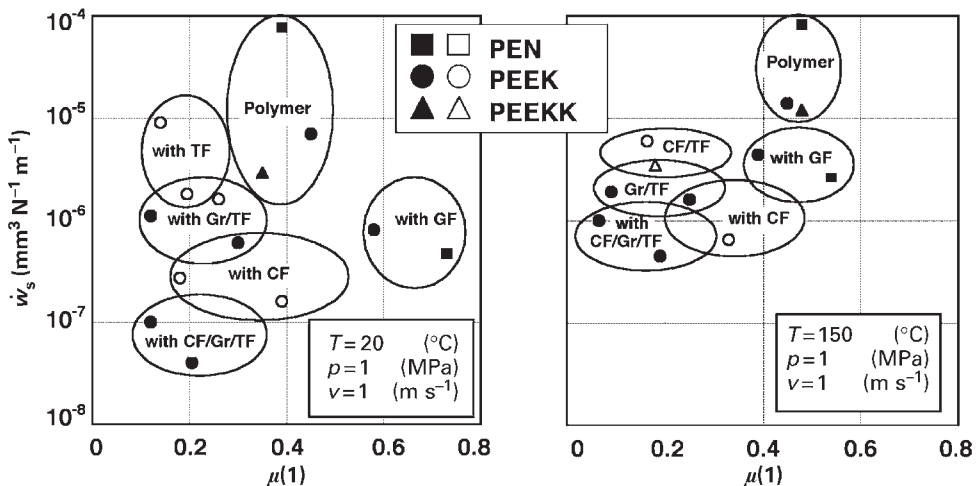 10⁻⁴
10⁻⁵
10⁻⁶
10⁻⁷
10⁻⁸
ẇs (mm³ N⁻¹ m⁻¹)
Polymer
with TF
with Gr/TF
with GF
with CF
with CF/Gr/TF
T=20 (°C)
p=1 (MPa)
v=1 (m s⁻¹)
0 0.2 0.4 0.6 0.8
μ(1)
PEN
PEEK
PEEKK
Polymer
CF/TF
with GF
Gr/TF
with CF
with
CF/Gr/TF
T=150 (°C)
p=1 (MPa)
v=1 (m s⁻¹)
0 0.2 0.4 0.6 0.8
μ(1)